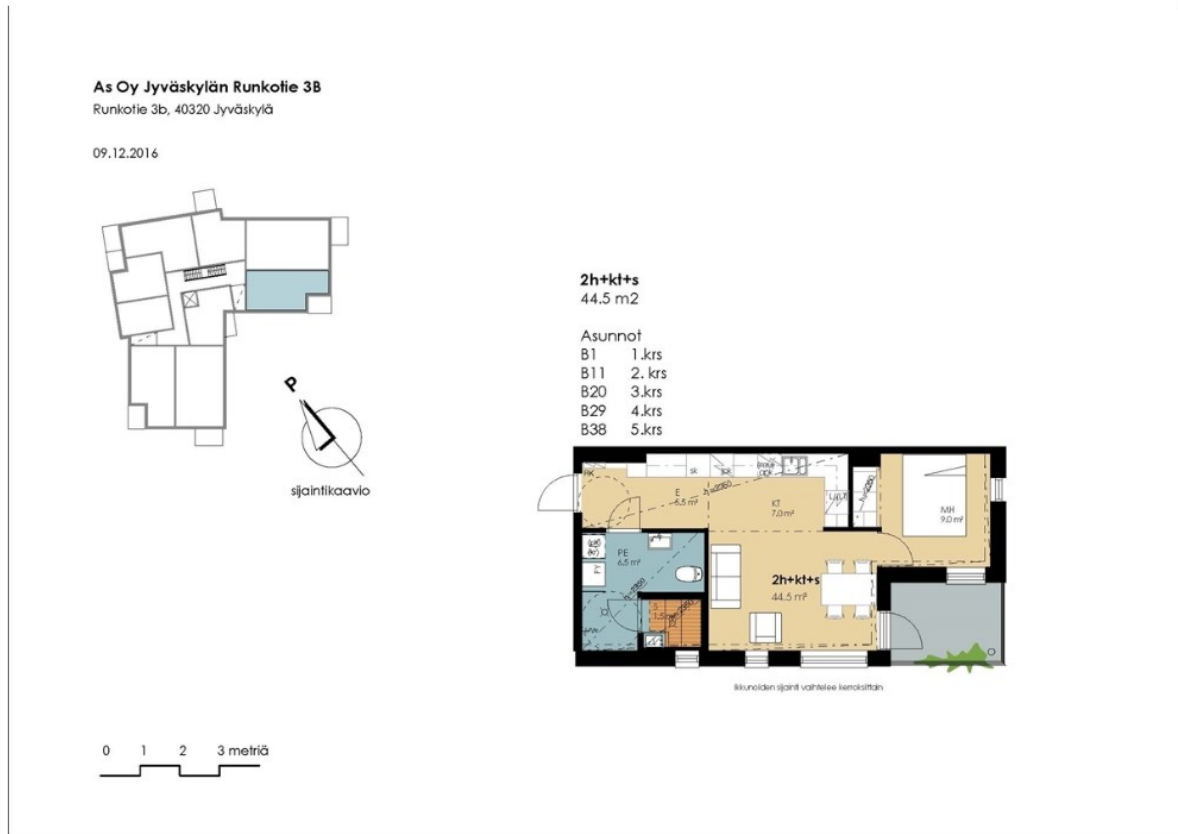 As Oy Jyväskylän Runkotie 3B
Runkotie 3b, 40320 Jyväskylä
09.12.2016
P
sijaintikaavio
2h+kt+s
44.5 m2
Asunnot
B1 1.krs
B11 2. krs
B20 3.krs
B29 4.krs
B38 5.krs
RK
sk
E
5.5 m²
KT
7.0 m²
MH
9.0 m²
PE
6.5 m²
PY
2h+kt+s
44.5 m²
S
Ikkunoiden sijainti vaihtelee kerroksittain
0 1 2 3 metriä